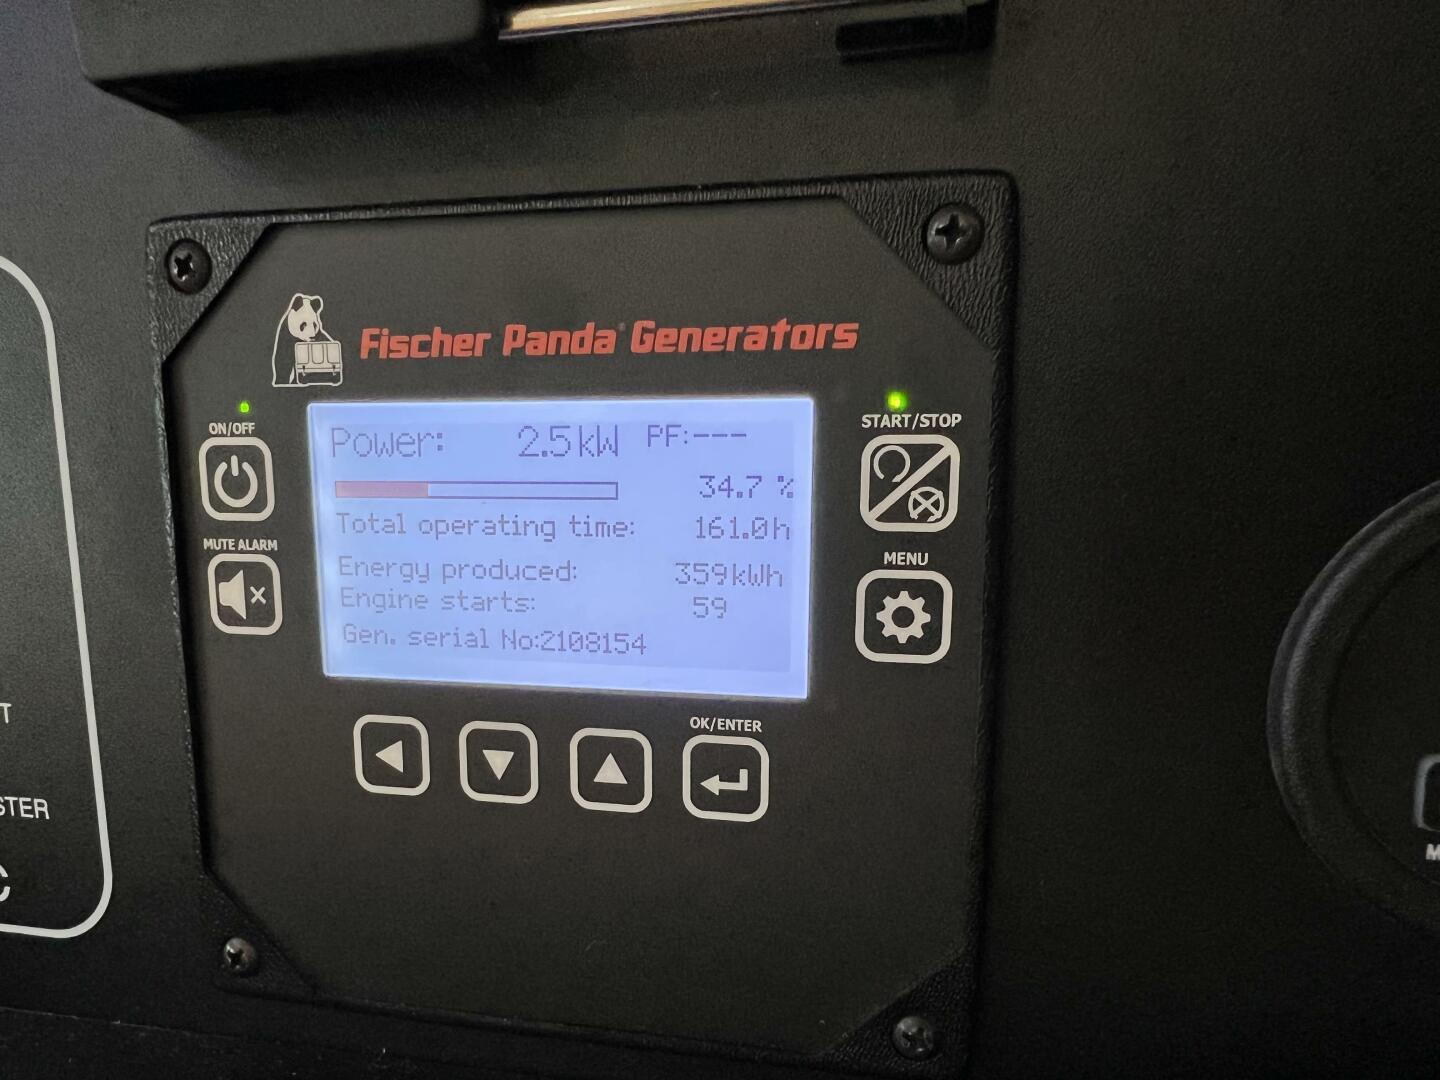 Fischer Panda® Generators
ON/OFF
START/STOP
Power: 2.5kW PF:---
34.7 %
Total operating time: 161.0h
MUTE ALARM
MENU
Energy produced: 359kWh
Engine starts: 59
Gen. serial No:2108154
OK/ENTER